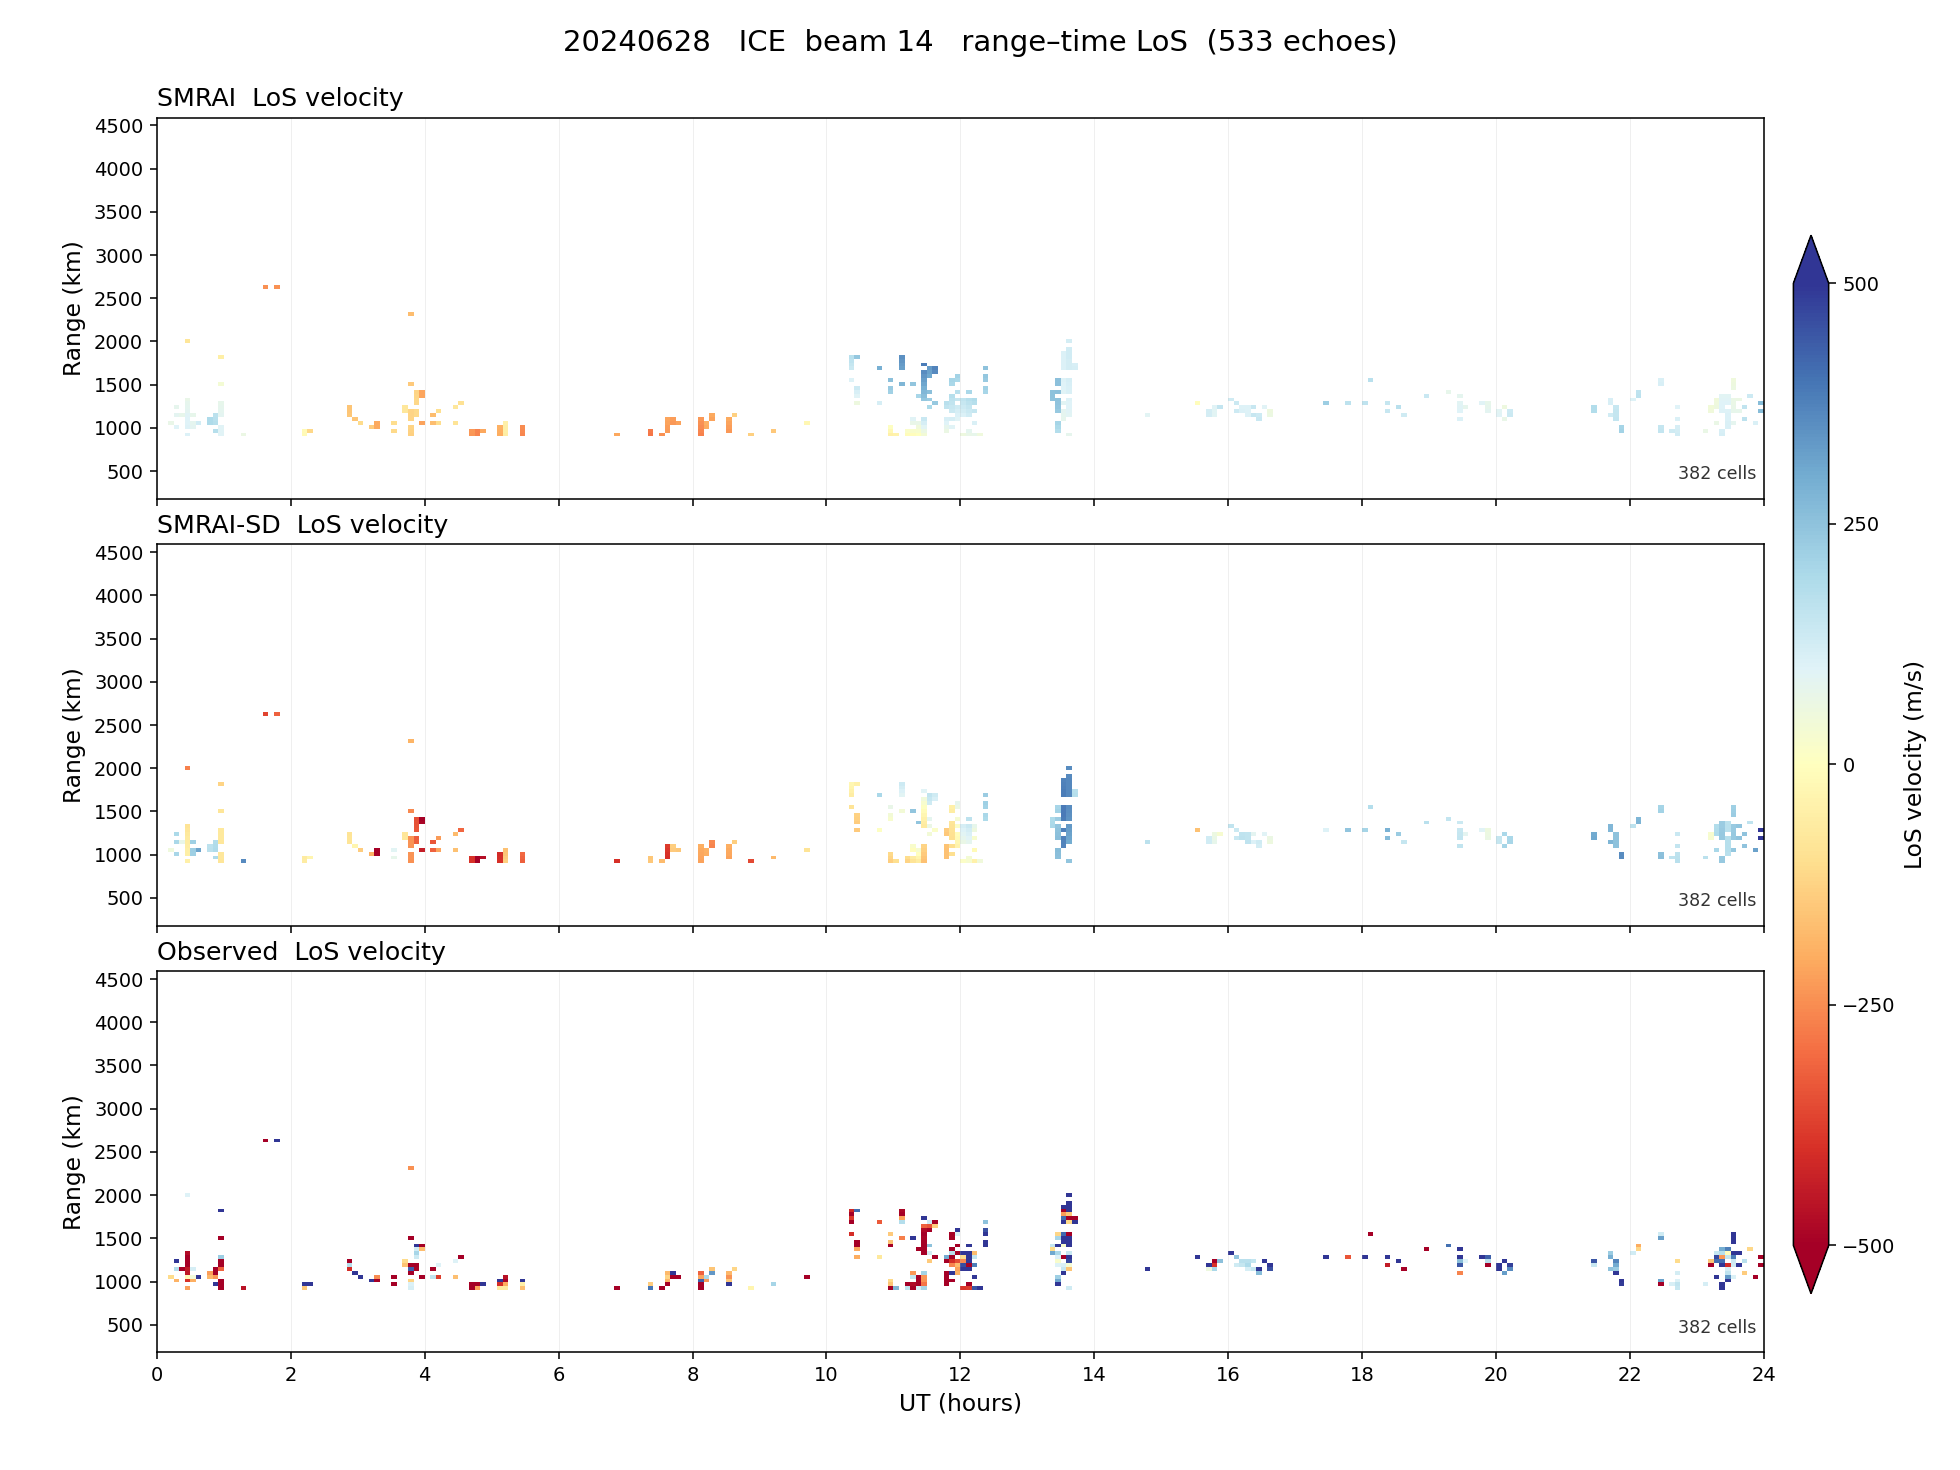 20240628   ICE  beam 14   range–time LoS  (533 echoes)
SMRAI  LoS velocity
4500
4000
3500
3000
2500
2000
1500
1000
500
Range (km)
382 cells
SMRAI-SD  LoS velocity
4500
4000
3500
3000
2500
2000
1500
1000
500
Range (km)
382 cells
Observed  LoS velocity
4500
4000
3500
3000
2500
2000
1500
1000
500
Range (km)
382 cells
0 2 4 6 8 10 12 14 16 18 20 22 24
UT (hours)
500
250
0
−250
−500
LoS velocity (m/s)